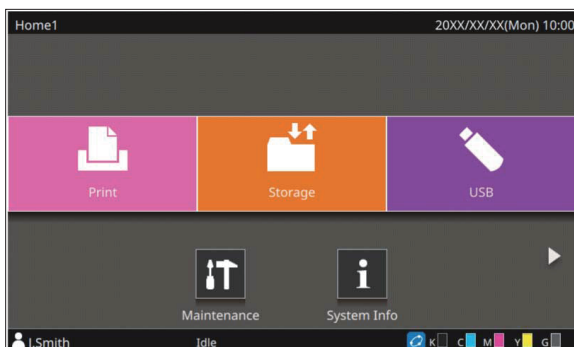 Home1 20XX/XX/XX(Mon) 10:00
Print Storage USB
Maintenance System Info
J.Smith Idle K C M Y G